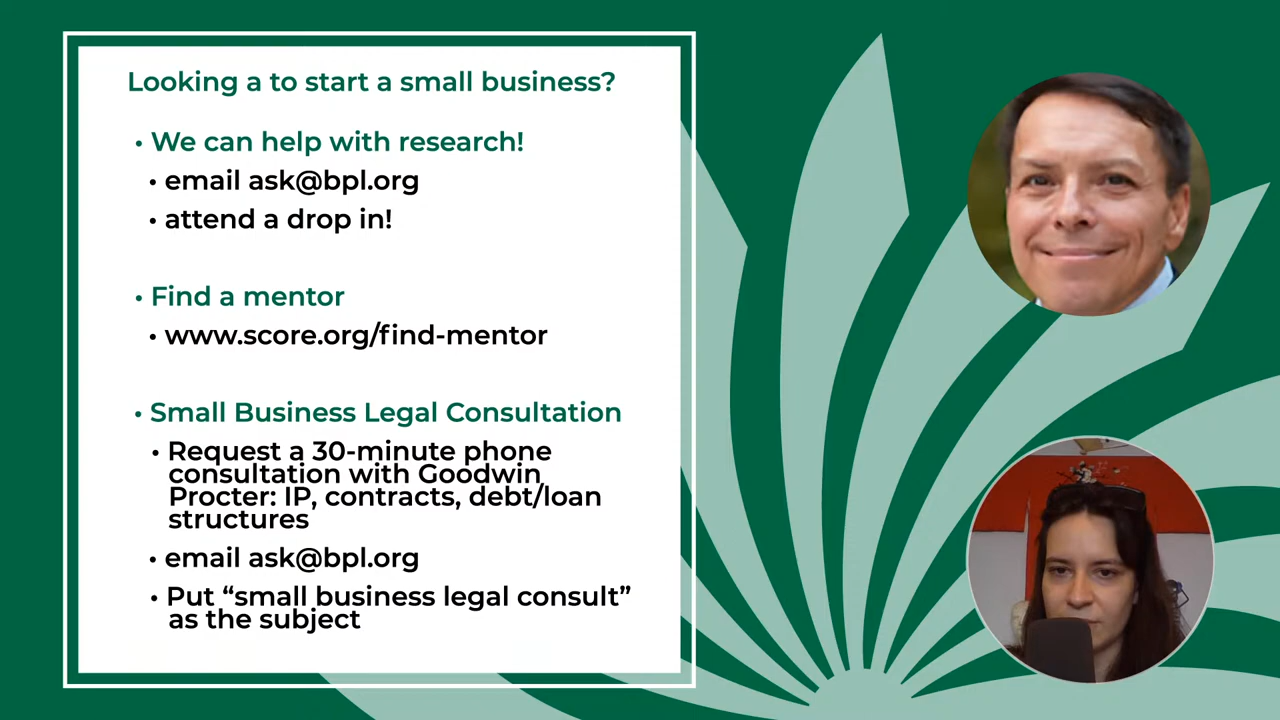 Looking a to start a small business?
• We can help with research!
• email ask@bpl.org
• attend a drop in!
• Find a mentor
• www.score.org/find-mentor
• Small Business Legal Consultation
• Request a 30-minute phone
consultation with Goodwin
Procter: IP, contracts, debt/loan
structures
• email ask@bpl.org
• Put “small business legal consult”
as the subject